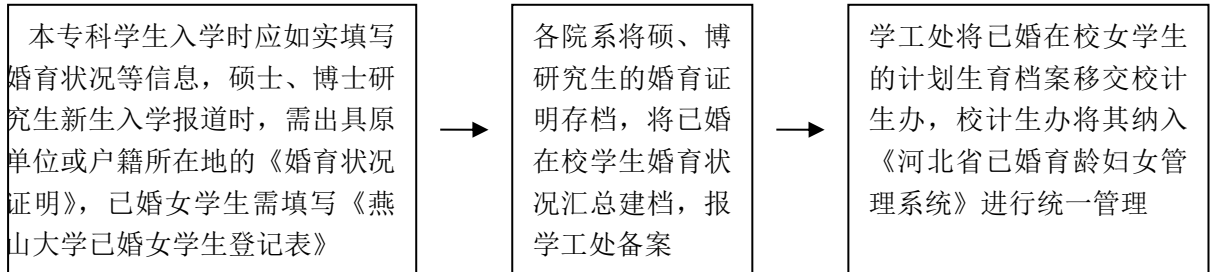 本专科学生入学时应如实填写
婚育状况等信息，硕士、博士研
究生新生入学报道时，需出具原
单位或户籍所在地的《婚育状况
证明》，已婚女学生需填写《燕
山大学已婚女学生登记表》
各院系将硕、博
研究生的婚育证
明存档，将已婚
在校学生婚育状
况汇总建档，报
学工处备案
学工处将已婚在校女学生
的计划生育档案移交校计
生办，校计生办将其纳入
《河北省已婚育龄妇女管
理系统》进行统一管理